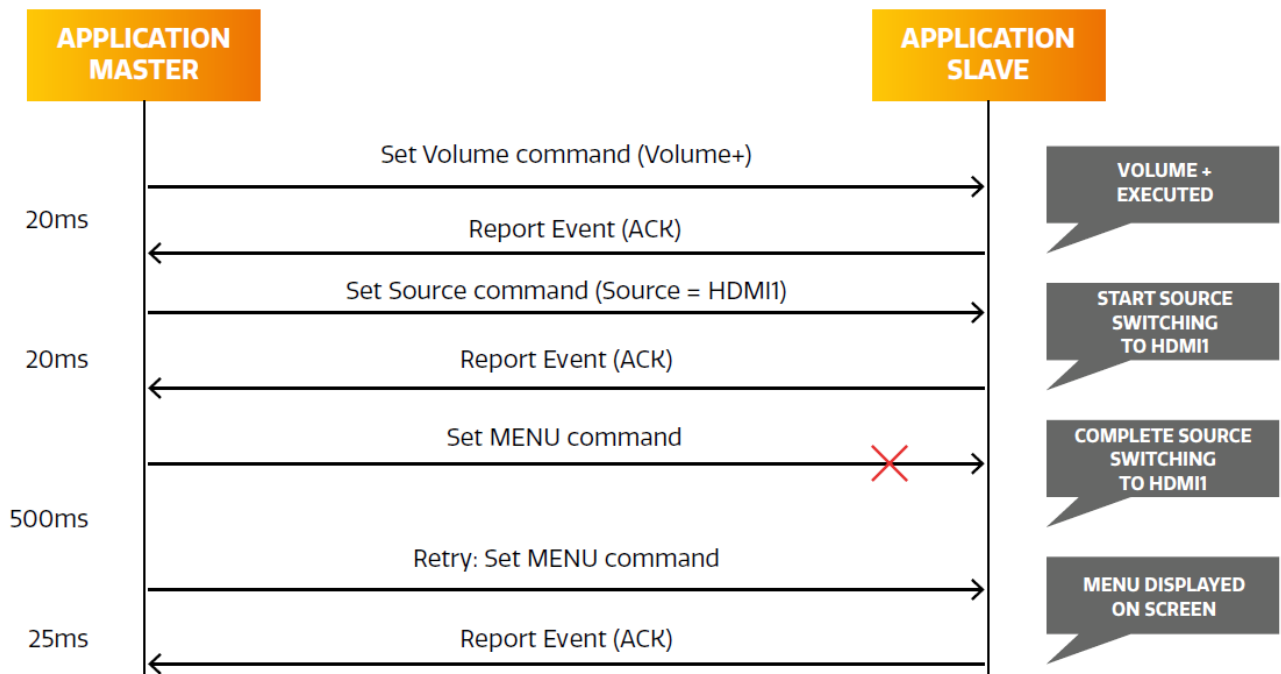 APPLICATION
MASTER
APPLICATION
SLAVE
Set Volume command (Volume+)
VOLUME +
EXECUTED
20ms
Report Event (ACK)
Set Source command (Source = HDMI1)
START SOURCE
SWITCHING
TO HDMI1
20ms
Report Event (ACK)
Set MENU command
COMPLETE SOURCE
SWITCHING
TO HDMI1
500ms
Retry: Set MENU command
MENU DISPLAYED
ON SCREEN
25ms
Report Event (ACK)